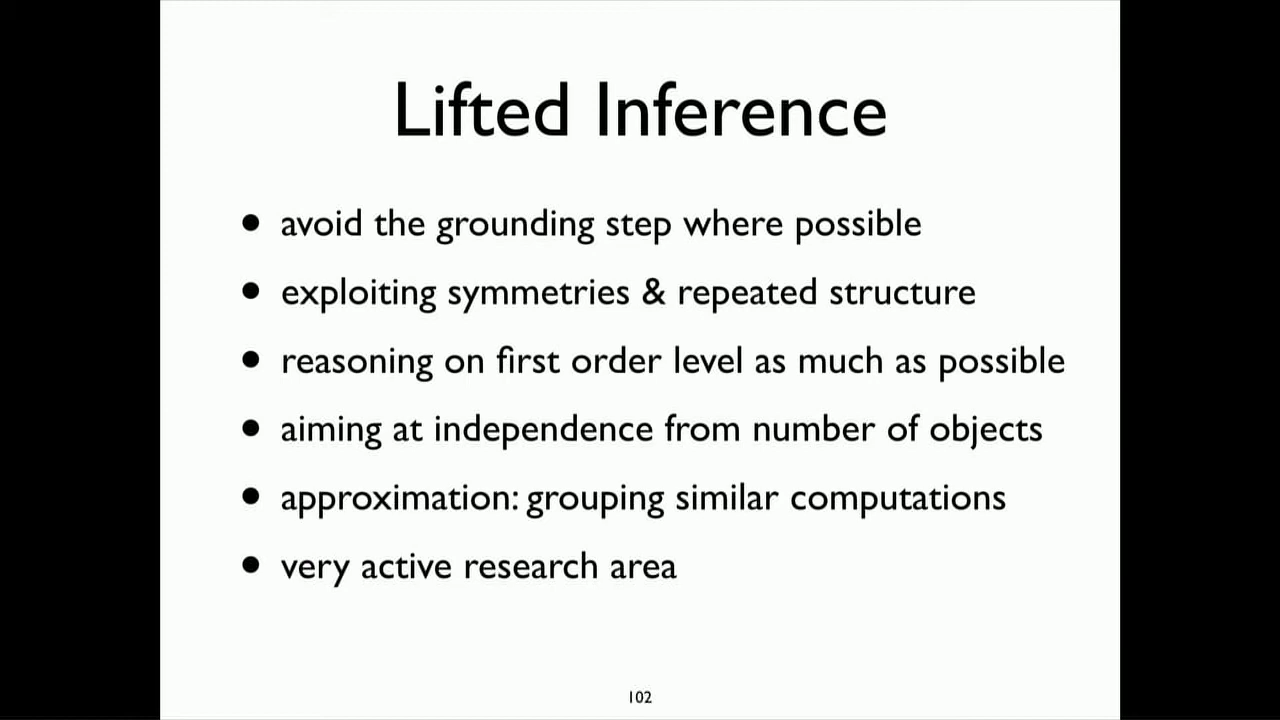 Lifted Inference
• avoid the grounding step where possible
• exploiting symmetries & repeated structure
• reasoning on first order level as much as possible
• aiming at independence from number of objects
• approximation: grouping similar computations
• very active research area
102